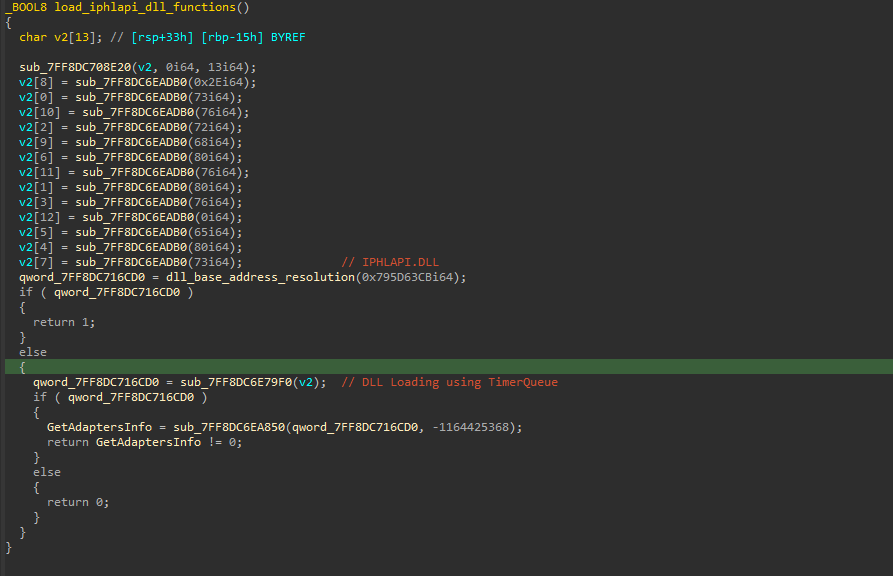 _BOOL8 load_iphlapi_dll_functions()
{
  char v2[13]; // [rsp+33h] [rbp-15h] BYREF

  sub_7FF8DC708E20(v2, 0i64, 13i64);
  v2[8] = sub_7FF8DC6EADB0(0x2Ei64);
  v2[0] = sub_7FF8DC6EADB0(73i64);
  v2[10] = sub_7FF8DC6EADB0(76i64);
  v2[2] = sub_7FF8DC6EADB0(72i64);
  v2[9] = sub_7FF8DC6EADB0(68i64);
  v2[6] = sub_7FF8DC6EADB0(80i64);
  v2[11] = sub_7FF8DC6EADB0(76i64);
  v2[1] = sub_7FF8DC6EADB0(80i64);
  v2[3] = sub_7FF8DC6EADB0(76i64);
  v2[12] = sub_7FF8DC6EADB0(0i64);
  v2[5] = sub_7FF8DC6EADB0(65i64);
  v2[4] = sub_7FF8DC6EADB0(80i64);
  v2[7] = sub_7FF8DC6EADB0(73i64);              // IPHLAPI.DLL
  qword_7FF8DC716CD0 = dll_base_address_resolution(0x795D63CBi64);
  if ( qword_7FF8DC716CD0 )
  {
    return 1;
  }
  else
  {
    qword_7FF8DC716CD0 = sub_7FF8DC6E79F0(v2);  // DLL Loading using TimerQueue
    if ( qword_7FF8DC716CD0 )
    {
      GetAdaptersInfo = sub_7FF8DC6EA850(qword_7FF8DC716CD0, -1164425368);
      return GetAdaptersInfo != 0;
    }
    else
    {
      return 0;
    }
  }
}